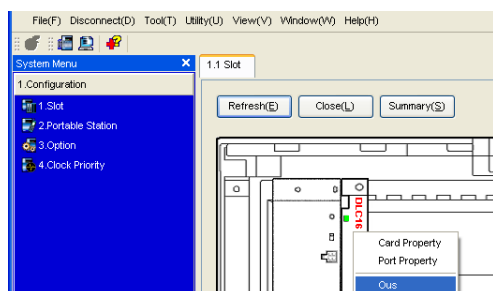 File(F) Disconnect(D) Tool(T) Utility(U) View(V) Window(W) Help(H)
System Menu
1.1 Slot
1.Configuration
1.Slot
2.Portable Station
3.Option
4.Clock Priority
Refresh(E) Close(L) Summary(S)
DLC16
Card Property
Port Property
Ous